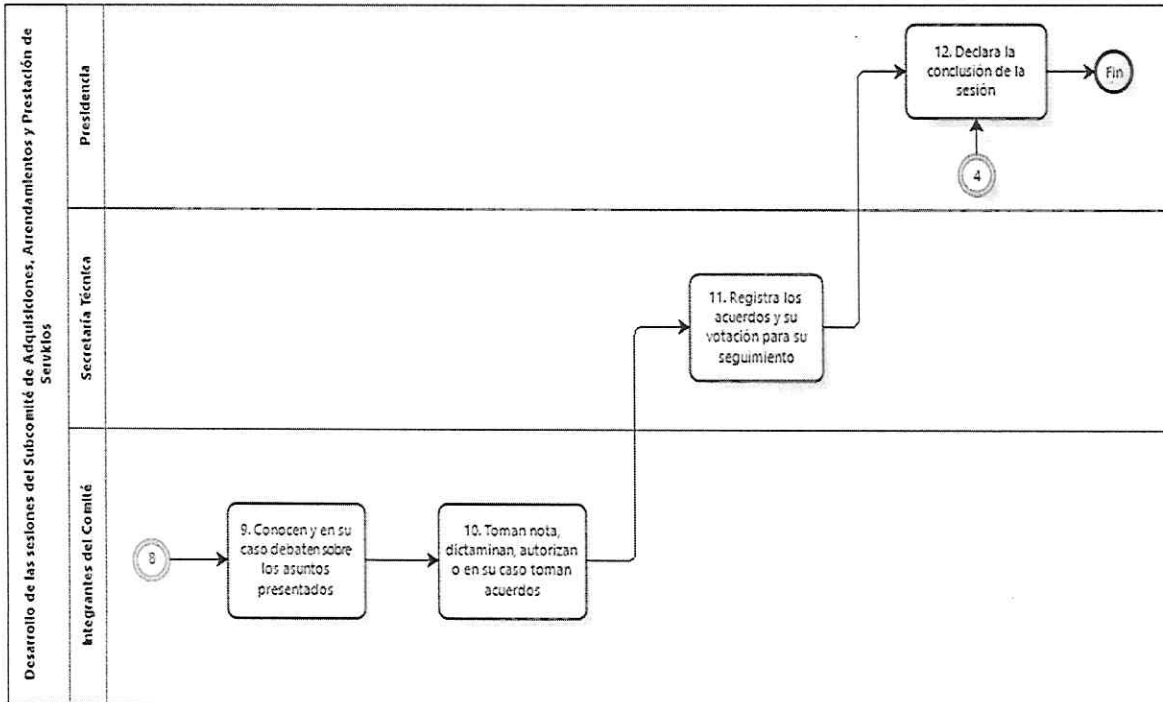 Desarrollo de las sesiones del Subcomité de Adquisiciones, Arrendamientos y Prestación de
Servicios
Presidencia
12. Declara la
conclusión de la
sesión
Fin
4
Secretaría Técnica
11. Registra los
acuerdos y su
votación para su
seguimiento
Integrantes del Comité
8
9. Conocen y en su
caso debaten sobre
los asuntos
presentados
10. Toman nota,
dictaminan, autorizan
o en su caso toman
acuerdos